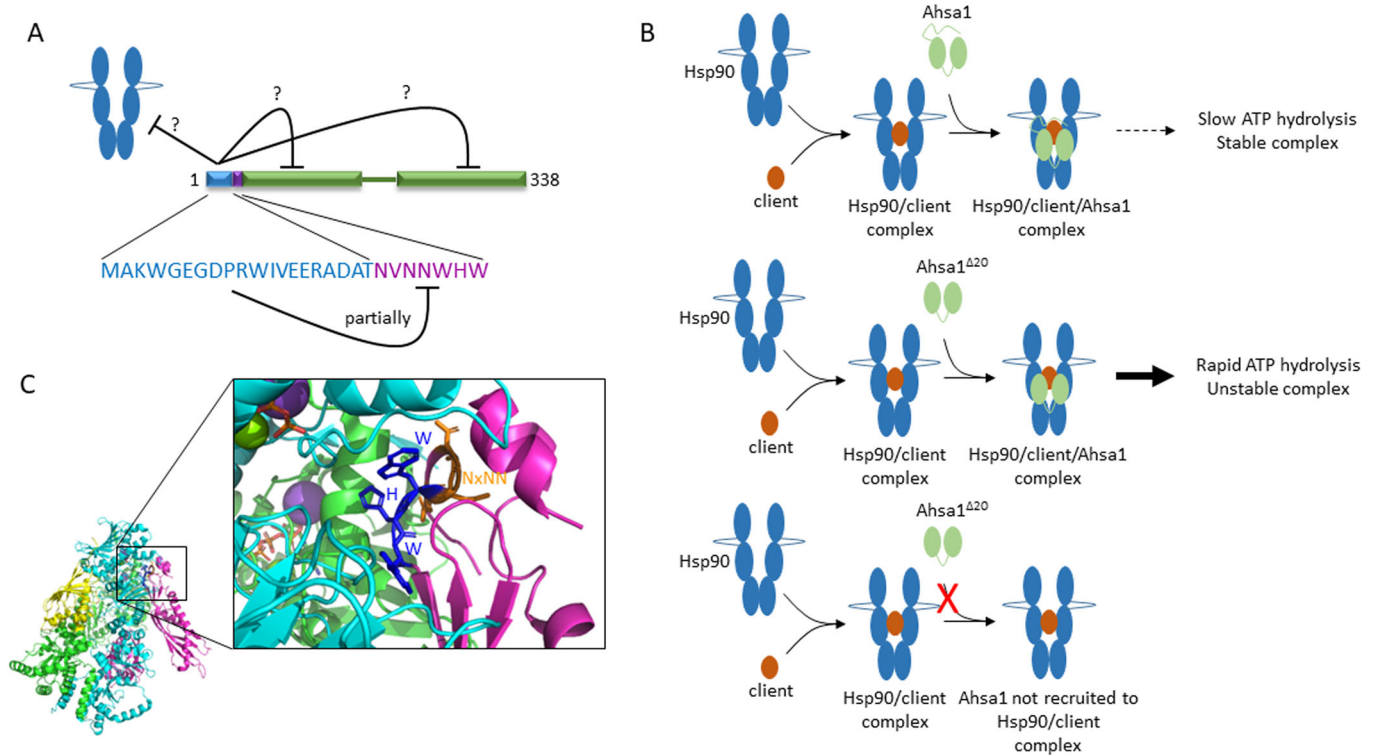 A
?
?
?
1
338
MAKWGEGDPRWIVEERADATNVNNWHW
partially
B
Ahsa1
Hsp90
client
Hsp90/client
complex
Hsp90/client/Ahsa1
complex
Slow ATP hydrolysis
Stable complex
Ahsa1Δ20
Hsp90
client
Hsp90/client
complex
Hsp90/client/Ahsa1
complex
Rapid ATP hydrolysis
Unstable complex
Ahsa1Δ20
Hsp90
X
client
Hsp90/client
complex
Ahsa1 not recruited to
Hsp90/client
complex
C
W
NxNN
H
W